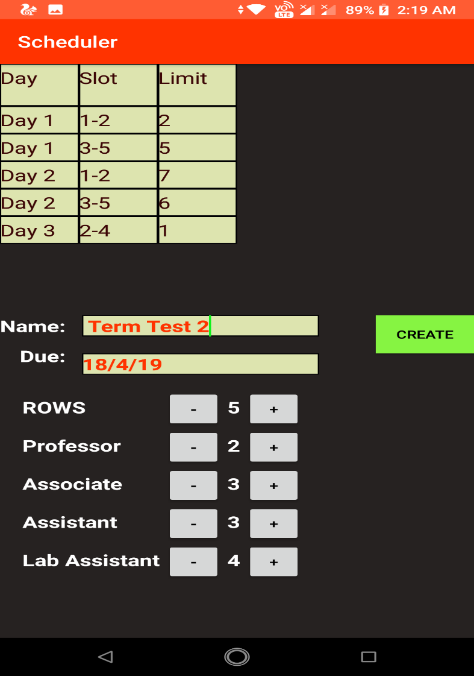 VO LTE 89% 2:19 AM
Scheduler
Day Slot Limit
Day 1 1-2 2
Day 1 3-5 5
Day 2 1-2 7
Day 2 3-5 6
Day 3 2-4 1
Name: Term Test 2 CREATE
Due: 18/4/19
ROWS - 5 +
Professor - 2 +
Associate - 3 +
Assistant - 3 +
Lab Assistant - 4 +